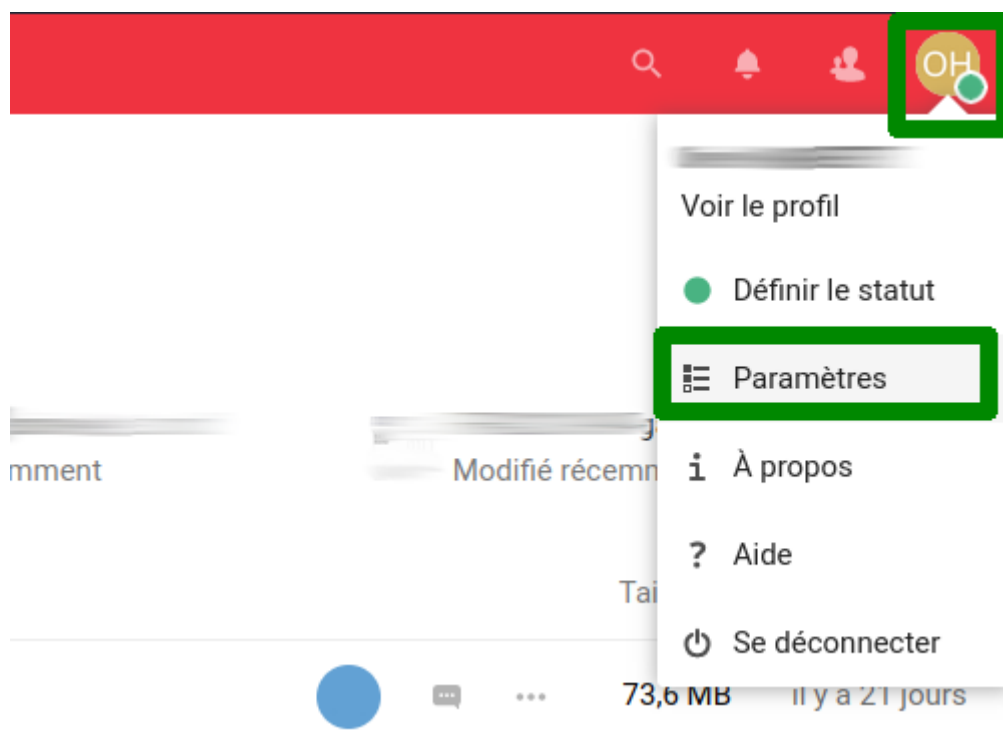 OH
Voir le profil
Définir le statut
Paramètres
mment
Modifié récemn
À propos
Aide
Tai
Se déconnecter
73,6 MB
il y a 21 jours